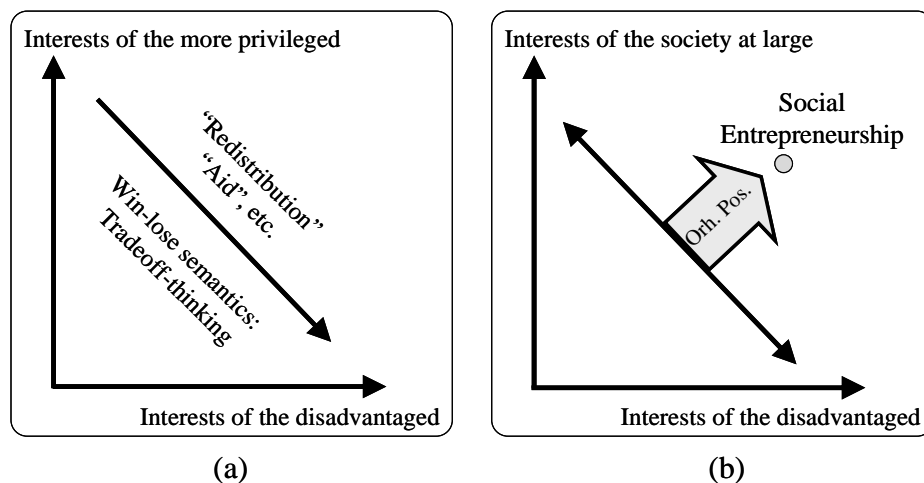 Interests of the more privileged
“Redistribution”
“Aid”, etc.
Win-lose semantics:
Tradeoff-thinking
Interests of the disadvantaged
(a)
Interests of the society at large
Social
Entrepreneurship
Orh. Pos.
Interests of the disadvantaged
(b)